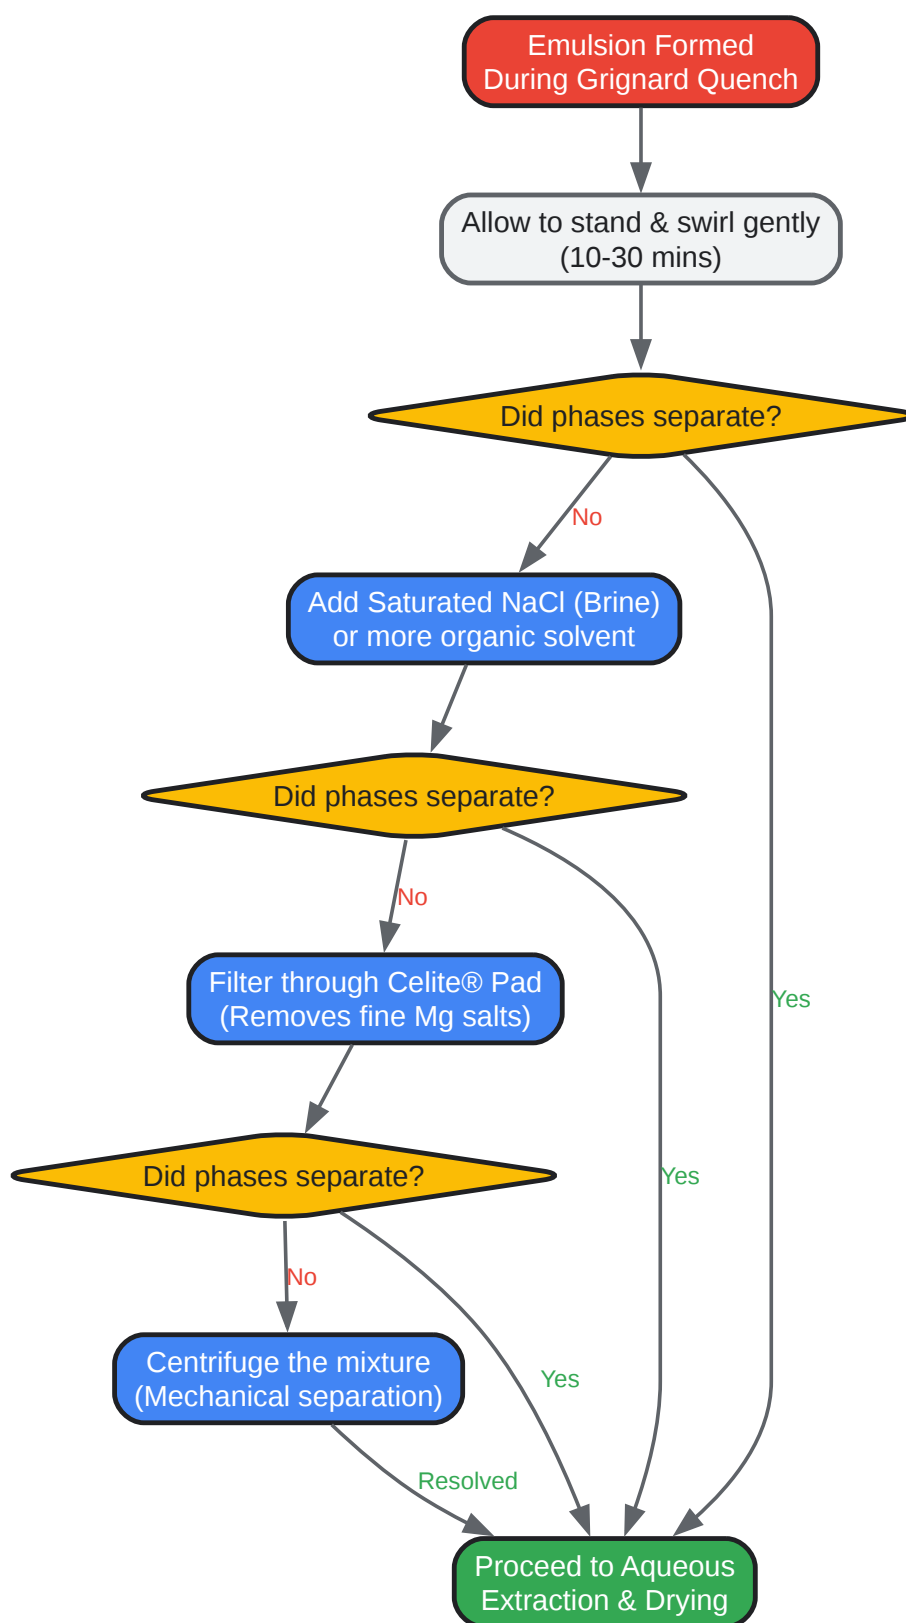 Emulsion Formed
During Grignard Quench
Allow to stand & swirl gently
(10-30 mins)
Did phases separate?
No
Add Saturated NaCl (Brine)
or more organic solvent
Did phases separate?
No
Filter through Celite® Pad
(Removes fine Mg salts)
Yes
Did phases separate?
Yes
No
Centrifuge the mixture
(Mechanical separation)
Yes
Resolved
Proceed to Aqueous
Extraction & Drying